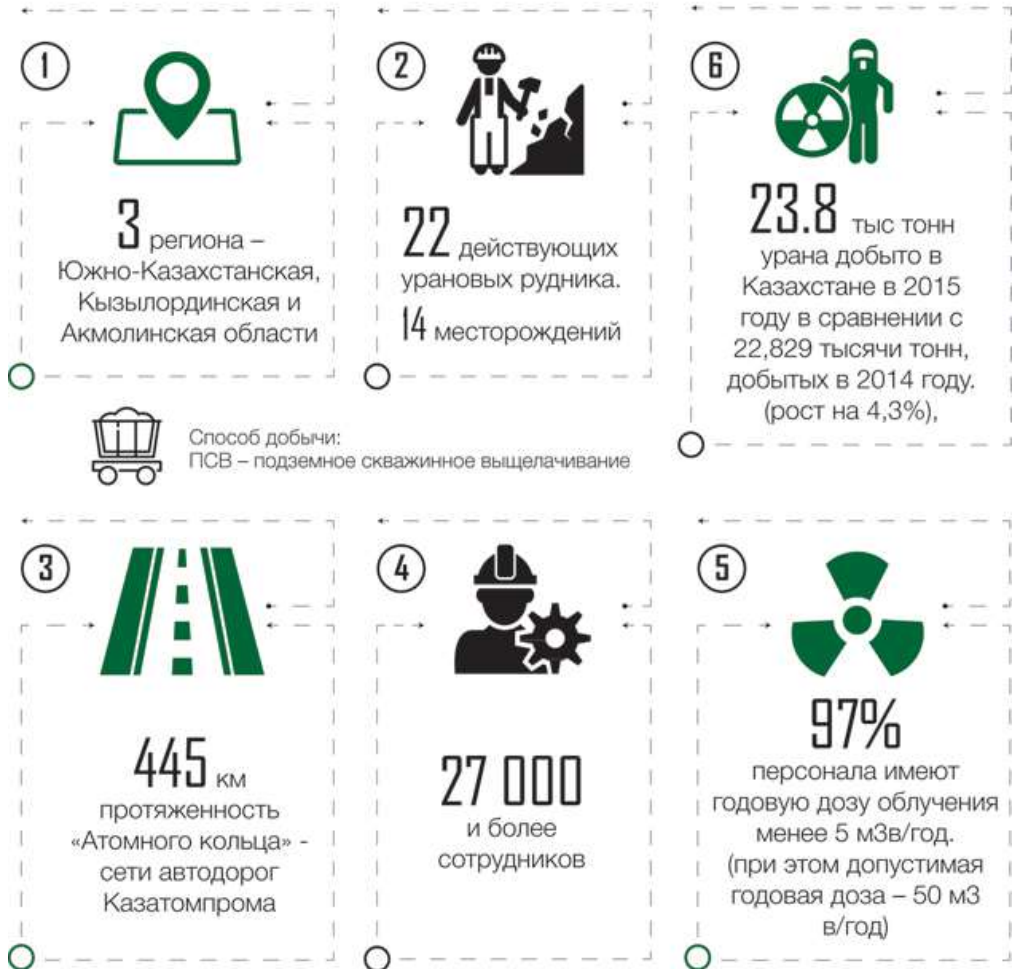 1
3 региона –
Южно-Казахстанская,
Кызылординская и
Акмолинская области
2
22 действующих
урановых рудника.
14 месторождений
6
23.8 тыс тонн
урана добыто в
Казахстане в 2015
году в сравнении с
22,829 тысячи тонн,
добытых в 2014 году.
(рост на 4,3%),
Способ добычи:
ПСВ – подземное скважинное выщелачивание
3
445 км
протяженность
«Атомного кольца» -
сети автодорог
Казатомпрома
4
27 000
и более
сотрудников
5
97%
персонала имеют
годовую дозу облучения
менее 5 мЗв/год.
(при этом допустимая
годовая доза – 50 мЗ
в/год)